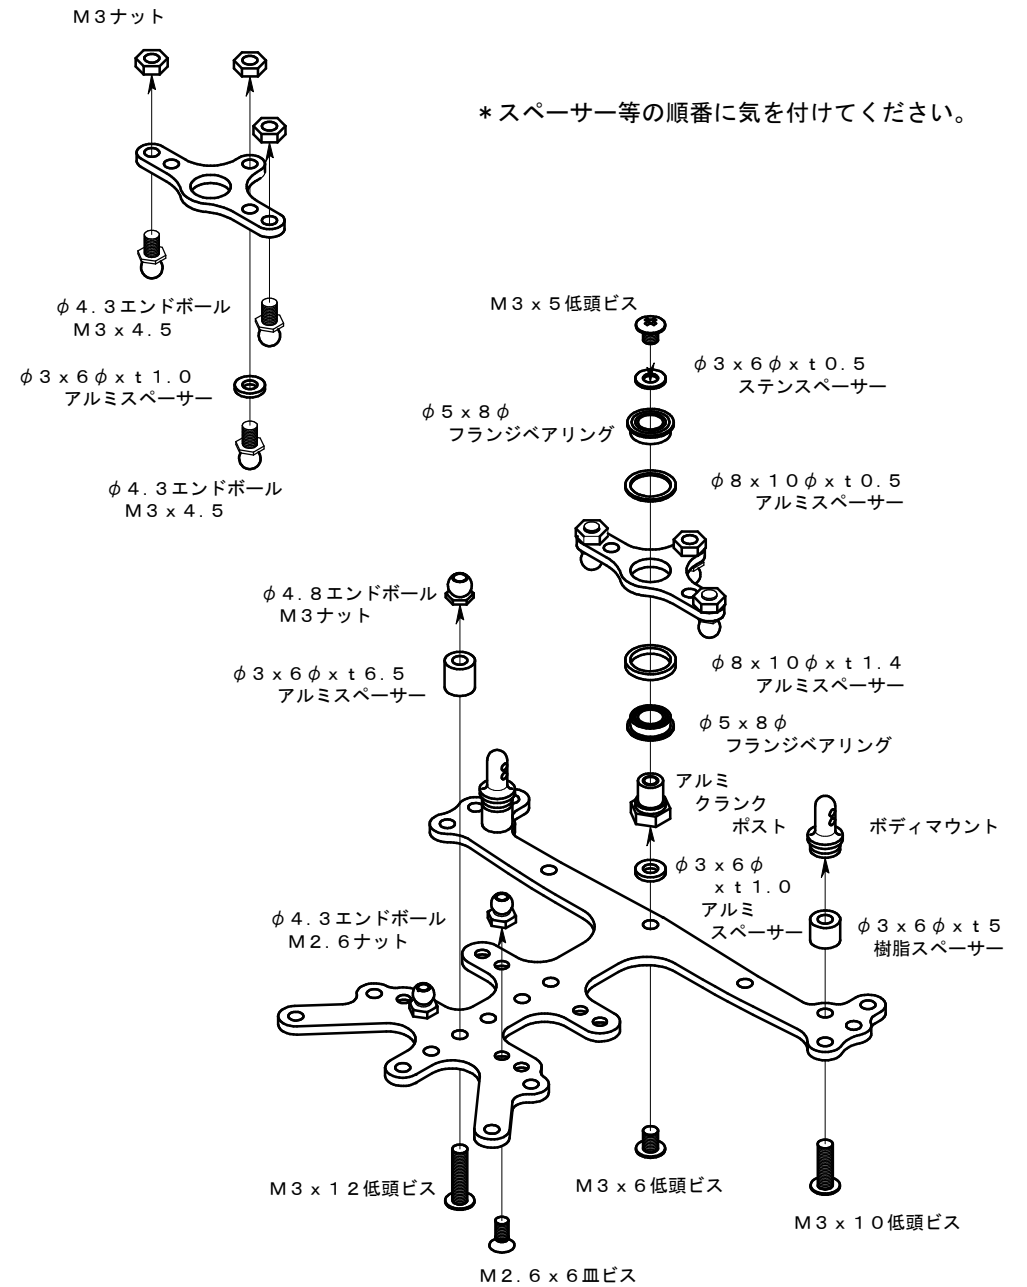 Ｍ３ナット
＊スペーサー等の順番に気を付けてください。
φ４.３エンドボール
Ｍ３ｘ４.５
φ３ｘ６φｘｔ１.０
アルミスペーサー
φ４.３エンドボール
Ｍ３ｘ４.５
Ｍ３ｘ５低頭ビス
φ３ｘ６φｘｔ０.５
ステンスペーサー
φ５ｘ８φ
フランジベアリング
φ８ｘ１０φｘｔ０.５
アルミスペーサー
φ４.８エンドボール
Ｍ３ナット
φ３ｘ６φｘｔ６.５
アルミスペーサー
φ８ｘ１０φｘｔ１.４
アルミスペーサー
φ５ｘ８φ
フランジベアリング
アルミ
クランク
ポスト
ボディマウント
φ３ｘ６φ
ｘｔ１.０
アルミ
スペーサー
φ４.３エンドボール
Ｍ２.６ナット
φ３ｘ６φｘｔ５
樹脂スペーサー
Ｍ３ｘ１２低頭ビス
Ｍ３ｘ６低頭ビス
Ｍ３ｘ１０低頭ビス
Ｍ２.６ｘ６皿ビス